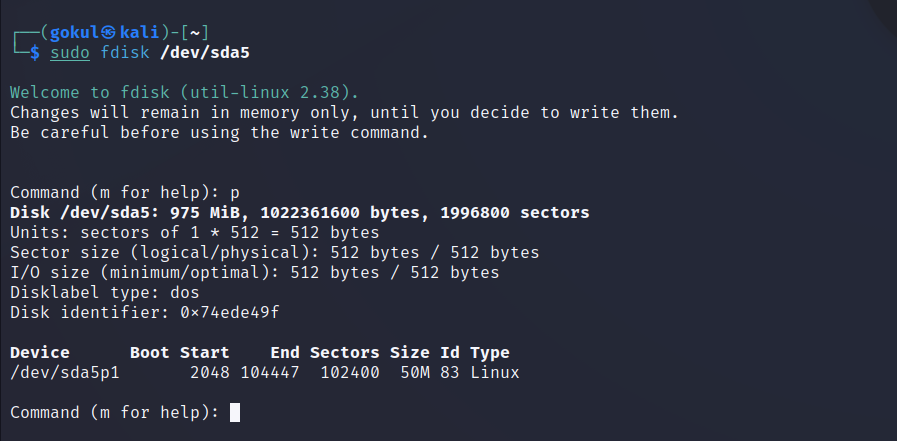 ┌──(gokul㉿kali)-[~]
└─$ sudo fdisk /dev/sda5
Welcome to fdisk (util-linux 2.38).
Changes will remain in memory only, until you decide to write them.
Be careful before using the write command.
Command (m for help): p
Disk /dev/sda5: 975 MiB, 1022361600 bytes, 1996800 sectors
Units: sectors of 1 * 512 = 512 bytes
Sector size (logical/physical): 512 bytes / 512 bytes
I/O size (minimum/optimal): 512 bytes / 512 bytes
Disklabel type: dos
Disk identifier: 0x74ede49f
Device      Boot Start    End Sectors Size Id Type
/dev/sda5p1       2048 104447  102400  50M 83 Linux
Command (m for help):